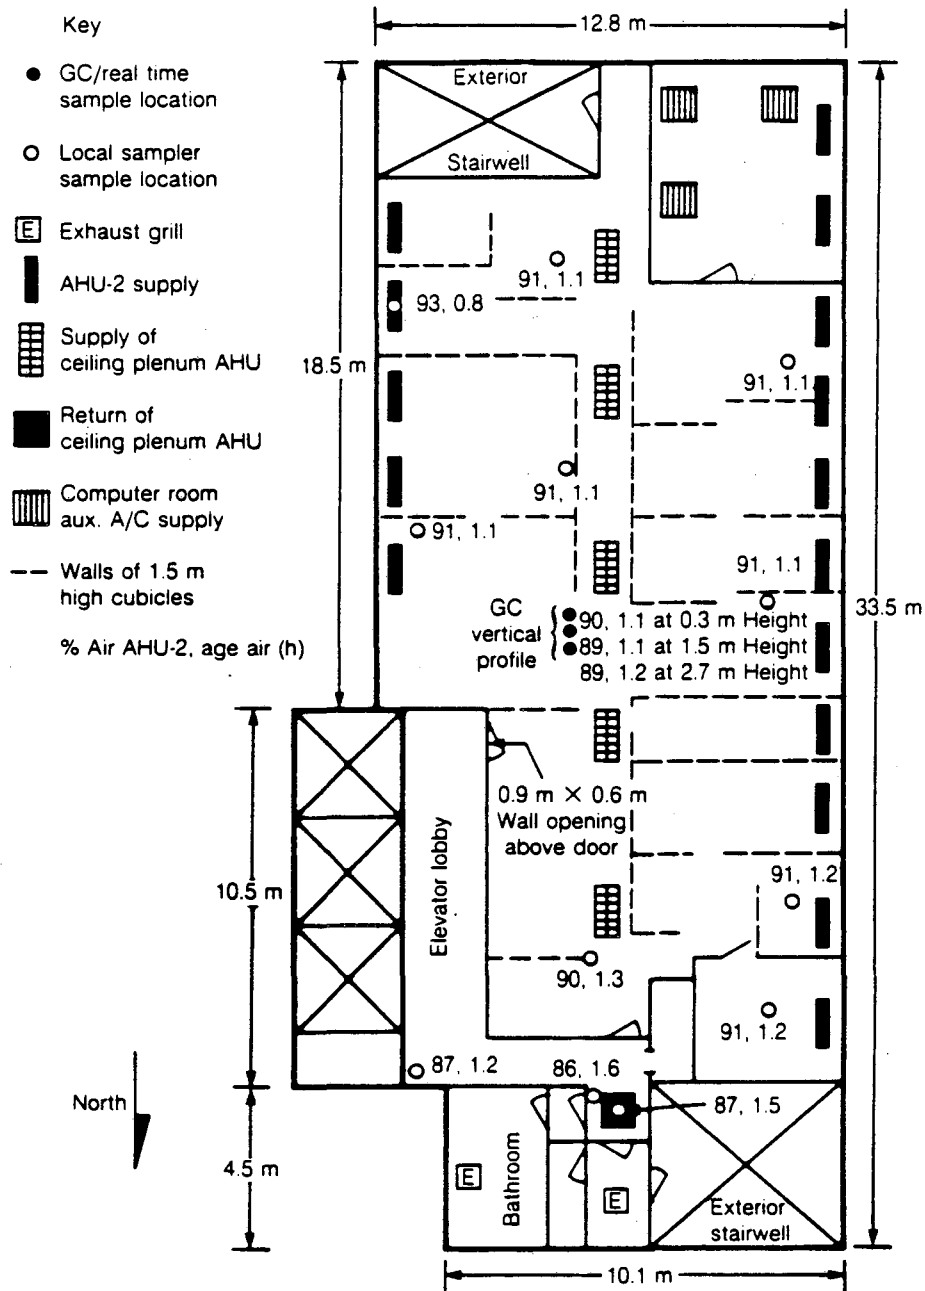 Key
GC/real time
sample location
Local sampler
sample location
E
Exhaust grill
AHU-2 supply
Supply of
ceiling plenum AHU
Return of
ceiling plenum AHU
Computer room
aux. A/C supply
Walls of 1.5 m
high cubicles
% Air AHU-2, age air (h)
12.8 m
Exterior
Stairwell
91, 1.1
93, 0.8
18.5 m
91, 1.1
91, 1.1
91, 1.1
91, 1.1
33.5 m
GC
vertical
profile
90, 1.1 at 0.3 m Height
89, 1.1 at 1.5 m Height
89, 1.2 at 2.7 m Height
0.9 m × 0.6 m
Wall opening
above door
Elevator lobby
10.5 m
91, 1.2
90, 1.3
91, 1.2
87, 1.2
86, 1.6
87, 1.5
North
4.5 m
E
Bathroom
E
Exterior
stairwell
10.1 m